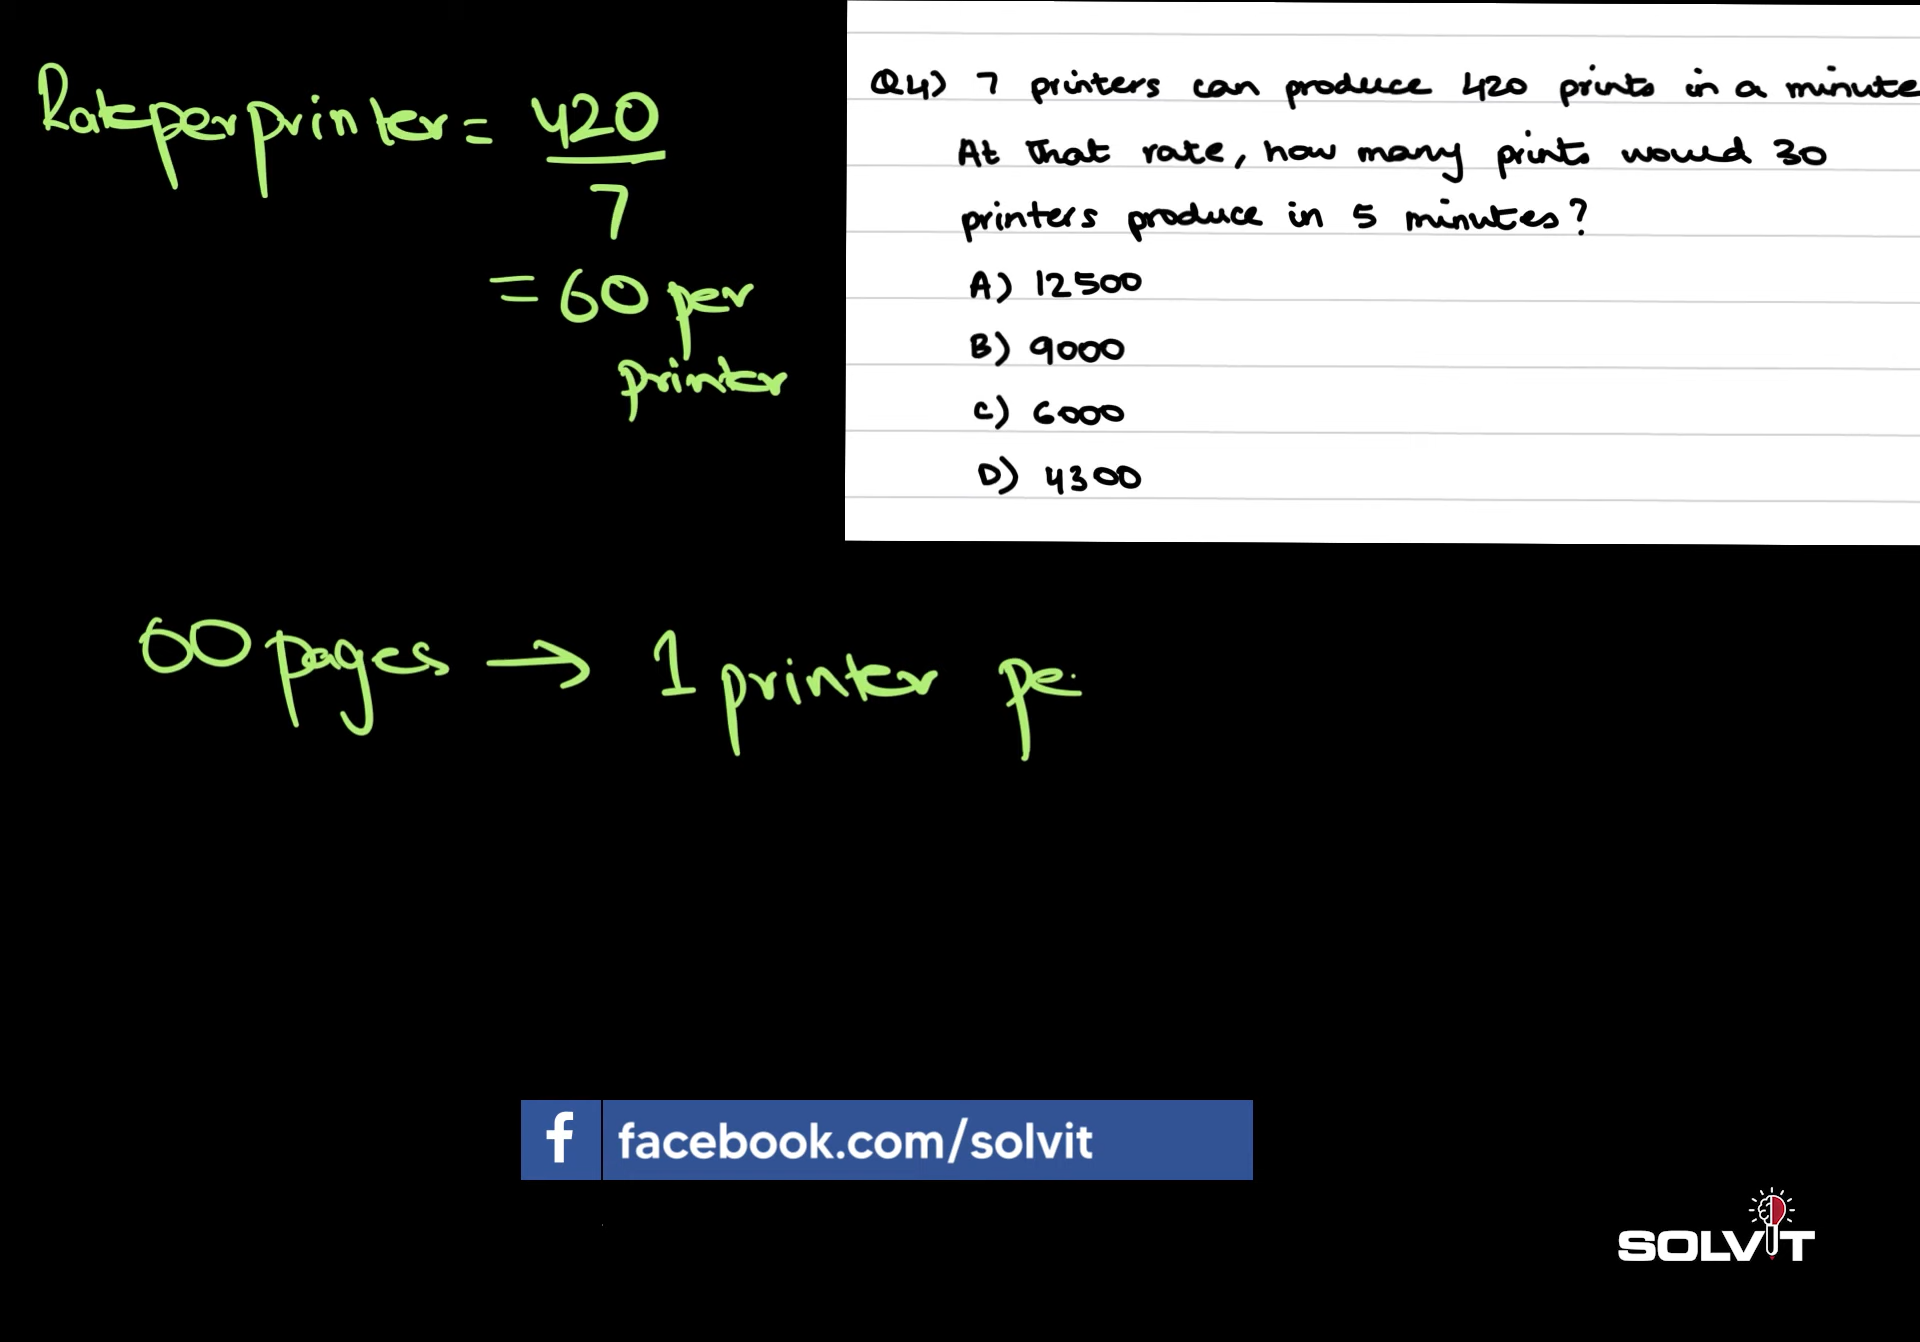 Rate per printer = 420
7
= 60 per
printer
Q4) 7 printers can produce 420 prints in a minute
At that rate, how many prints would 30
printers produce in 5 minutes?
A) 12500
B) 9000
C) 6000
D) 4300
60 pages → 1 printer pe
f facebook.com/solvit
SOLVIT